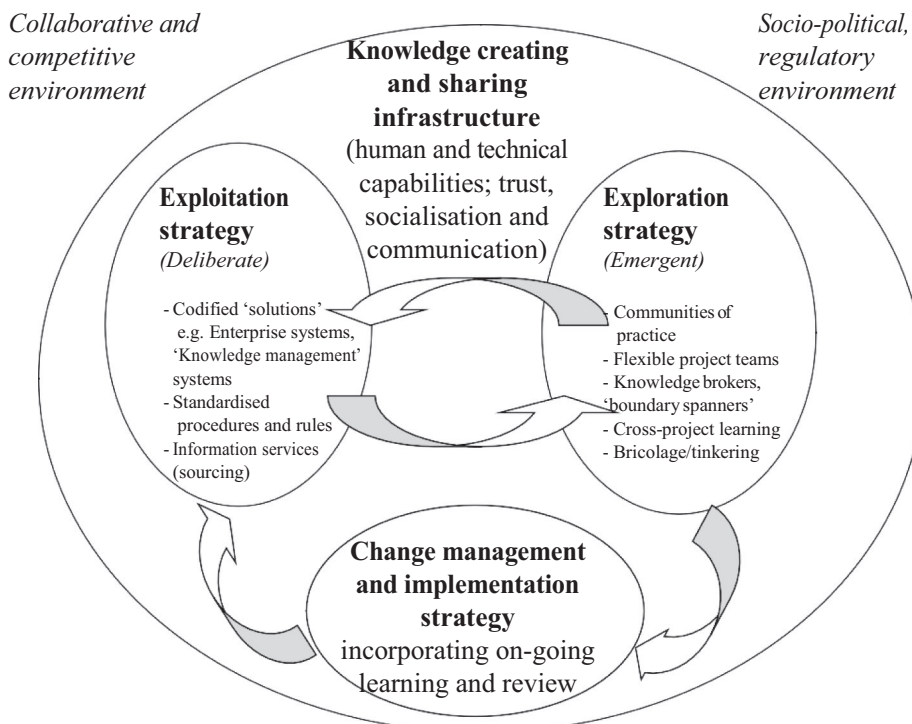 Collaborative and
competitive
environment
Socio-political,
regulatory
environment
Knowledge creating
and sharing
infrastructure
(human and technical
capabilities; trust,
socialisation and
communication)
Exploitation
strategy
(Deliberate)
- Codified ‘solutions’
e.g. Enterprise systems,
‘Knowledge management’
systems
- Standardised
procedures and rules
- Information services
(sourcing)
Exploration
strategy
(Emergent)
- Communities of
practice
- Flexible project teams
- Knowledge brokers,
‘boundary spanners’
- Cross-project learning
- Bricolage/tinkering
Change management
and implementation
strategy
incorporating on-going
learning and review